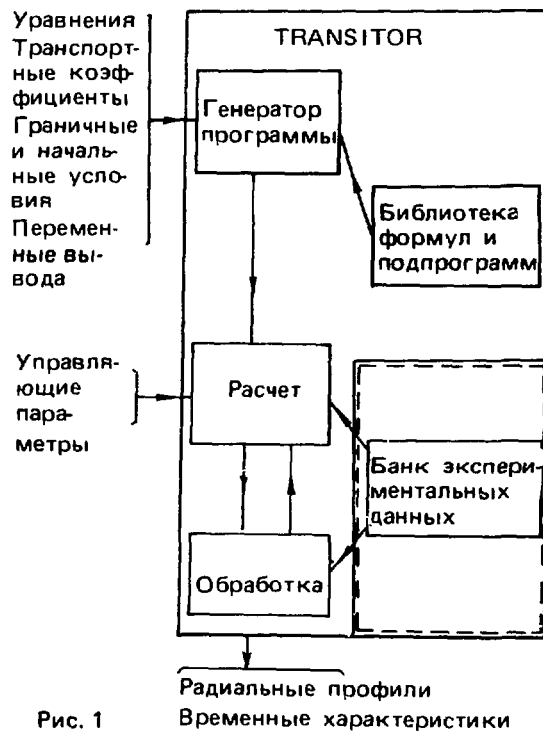 Уравнения
Транспорт-
ные коэф-
фициенты
Граничные
и началь-
ные усло-
вия
Перемен-
ные вы-
вода
TRANSITOR
Генератор
программы
Библиотека
формул и
подпрограмм
Управля-
ющие
пара-
метры
Расчет
Банк экспери-
ментальных
данных
Обработка
Радиальные профили
Временные характеристики
Рис. 1